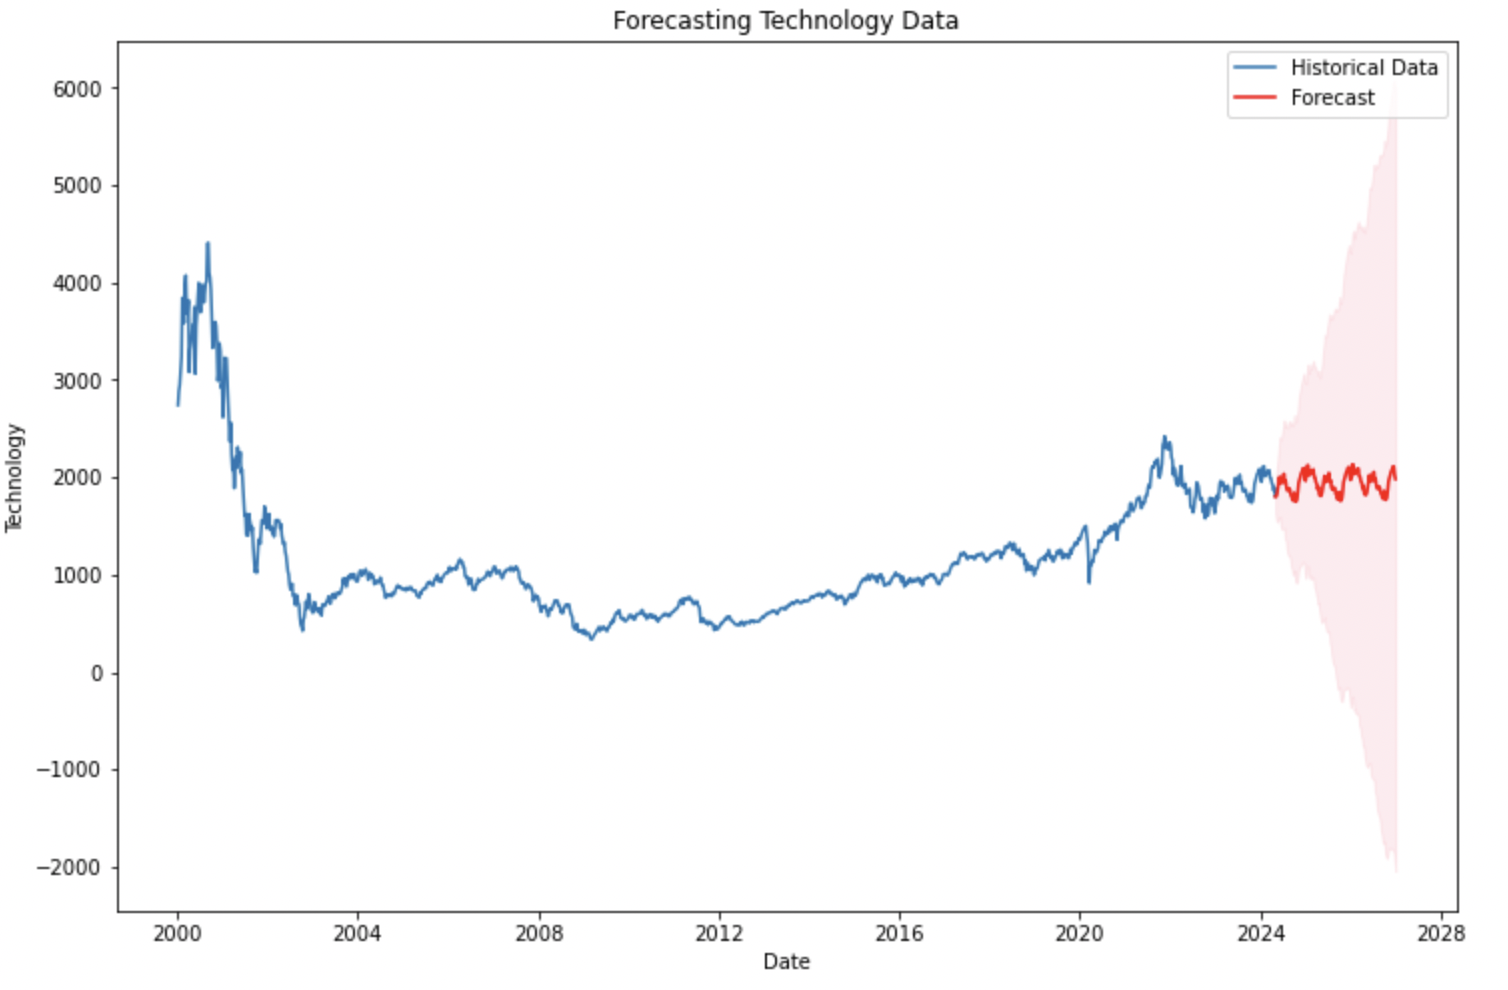 Forecasting Technology Data
Historical Data
Forecast
6000
5000
4000
3000
2000
1000
0
−1000
−2000
Technology
2000 2004 2008 2012 2016 2020 2024 2028
Date